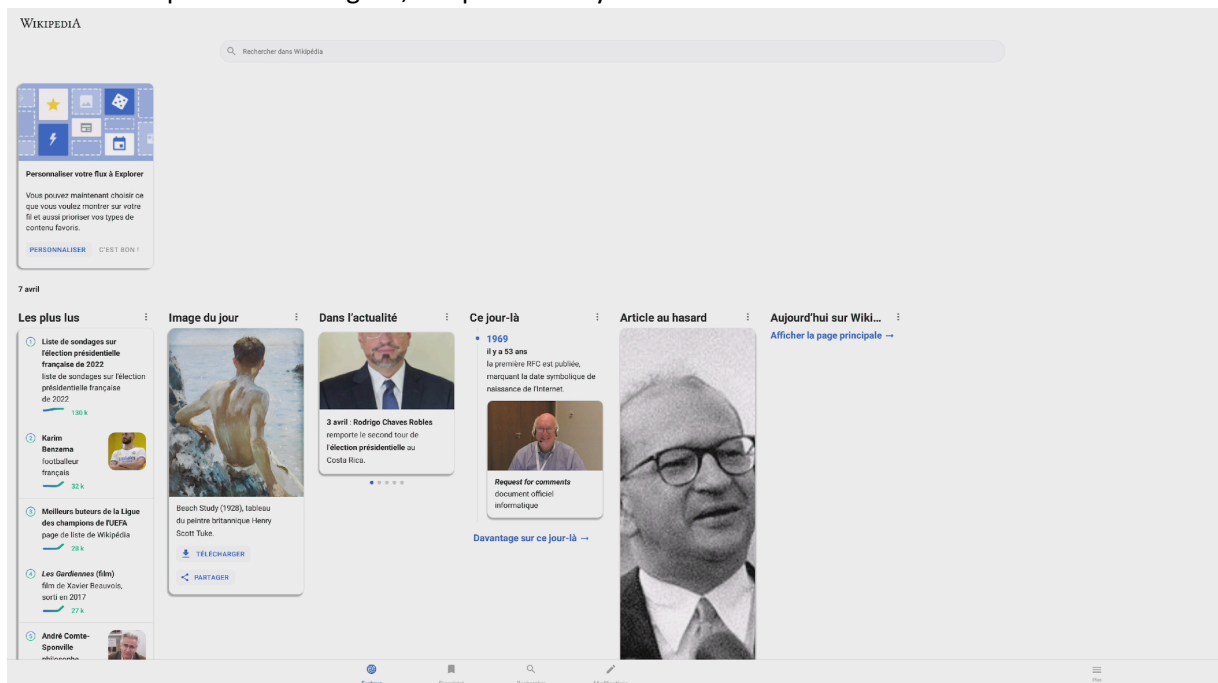 WIKIPEDIA
Rechercher dans Wikipédia
Personnaliser votre flux à Explorer
Vous pouvez maintenant choisir ce
que vous voulez montrer sur votre
fil et aussi prioriser vos types de
contenu favoris.
PERSONNALISER C'EST BON !
7 avril
Les plus lus
1 Liste de sondages sur
l'élection présidentielle
française de 2022
liste de sondages sur l'élection
présidentielle française
de 2022
130 k
2 Karim
Benzema
footballeur
français
32 k
3 Meilleurs buteurs de la Ligue
des champions de l'UEFA
page de liste de Wikipédia
28 k
4 Les Gardiennes (film)
film de Xavier Beauvois,
sorti en 2017
27 k
5 André Comte-
Sponville
philosophe
Image du jour
Beach Study (1928), tableau
du peintre britannique Henry
Scott Tuke.
TÉLÉCHARGER
PARTAGER
Dans l'actualité
3 avril : Rodrigo Chaves Robles
remporte le second tour de
l'élection présidentielle au
Costa Rica.
Ce jour-là
1969
il y a 53 ans
la première RFC est publiée,
marquant la date symbolique de
naissance de l'Internet.
Request for comments
document officiel
informatique
Davantage sur ce jour-là →
Article au hasard
Aujourd'hui sur Wiki...
Afficher la page principale →
Plus